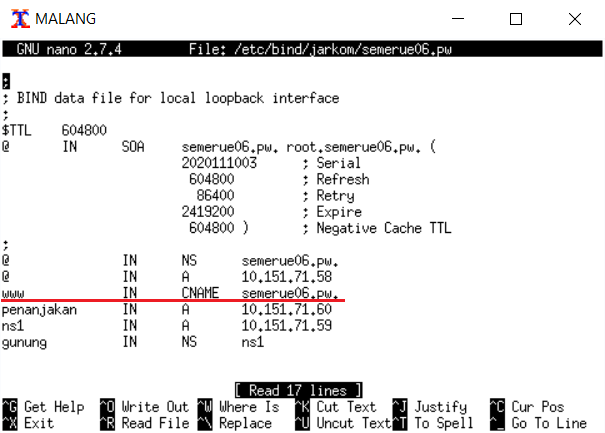 MALANG
GNU nano 2.7.4 File: /etc/bind/jarkom/semerue06.pw
;
; BIND data file for local loopback interface
;
$TTL 604800
@ IN SOA semerue06.pw. root.semerue06.pw. (
2020111003 ; Serial
604800 ; Refresh
86400 ; Retry
2419200 ; Expire
604800 ) ; Negative Cache TTL
;
@ IN NS semerue06.pw.
@ IN A 10.151.71.58
www IN CNAME semerue06.pw.
penanjakan IN A 10.151.71.60
ns1 IN A 10.151.71.59
gunung IN NS ns1
[ Read 17 lines ]
^G Get Help ^O Write Out ^W Where Is ^K Cut Text ^J Justify ^C Cur Pos
^X Exit ^R Read File ^\ Replace ^U Uncut Text ^T To Spell ^_ Go To Line